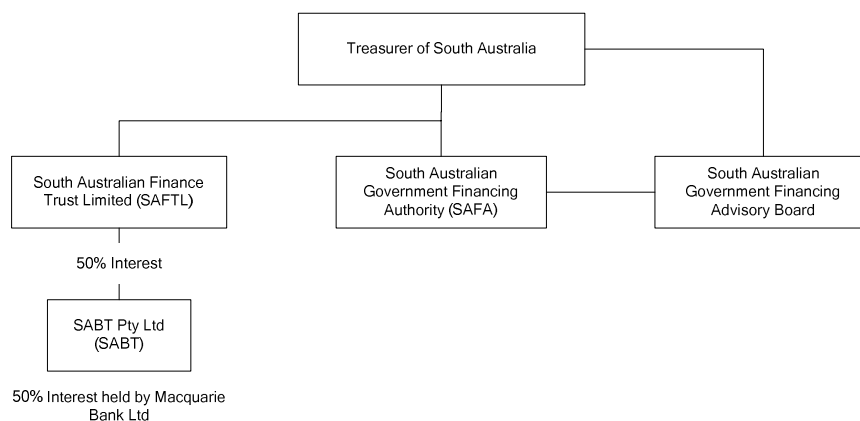 Treasurer of South Australia
South Australian Finance
Trust Limited (SAFTL)
South Australian
Government Financing
Authority (SAFA)
South Australian
Government Financing
Advisory Board
50% Interest
SABT Pty Ltd
(SABT)
50% Interest held by Macquarie
Bank Ltd